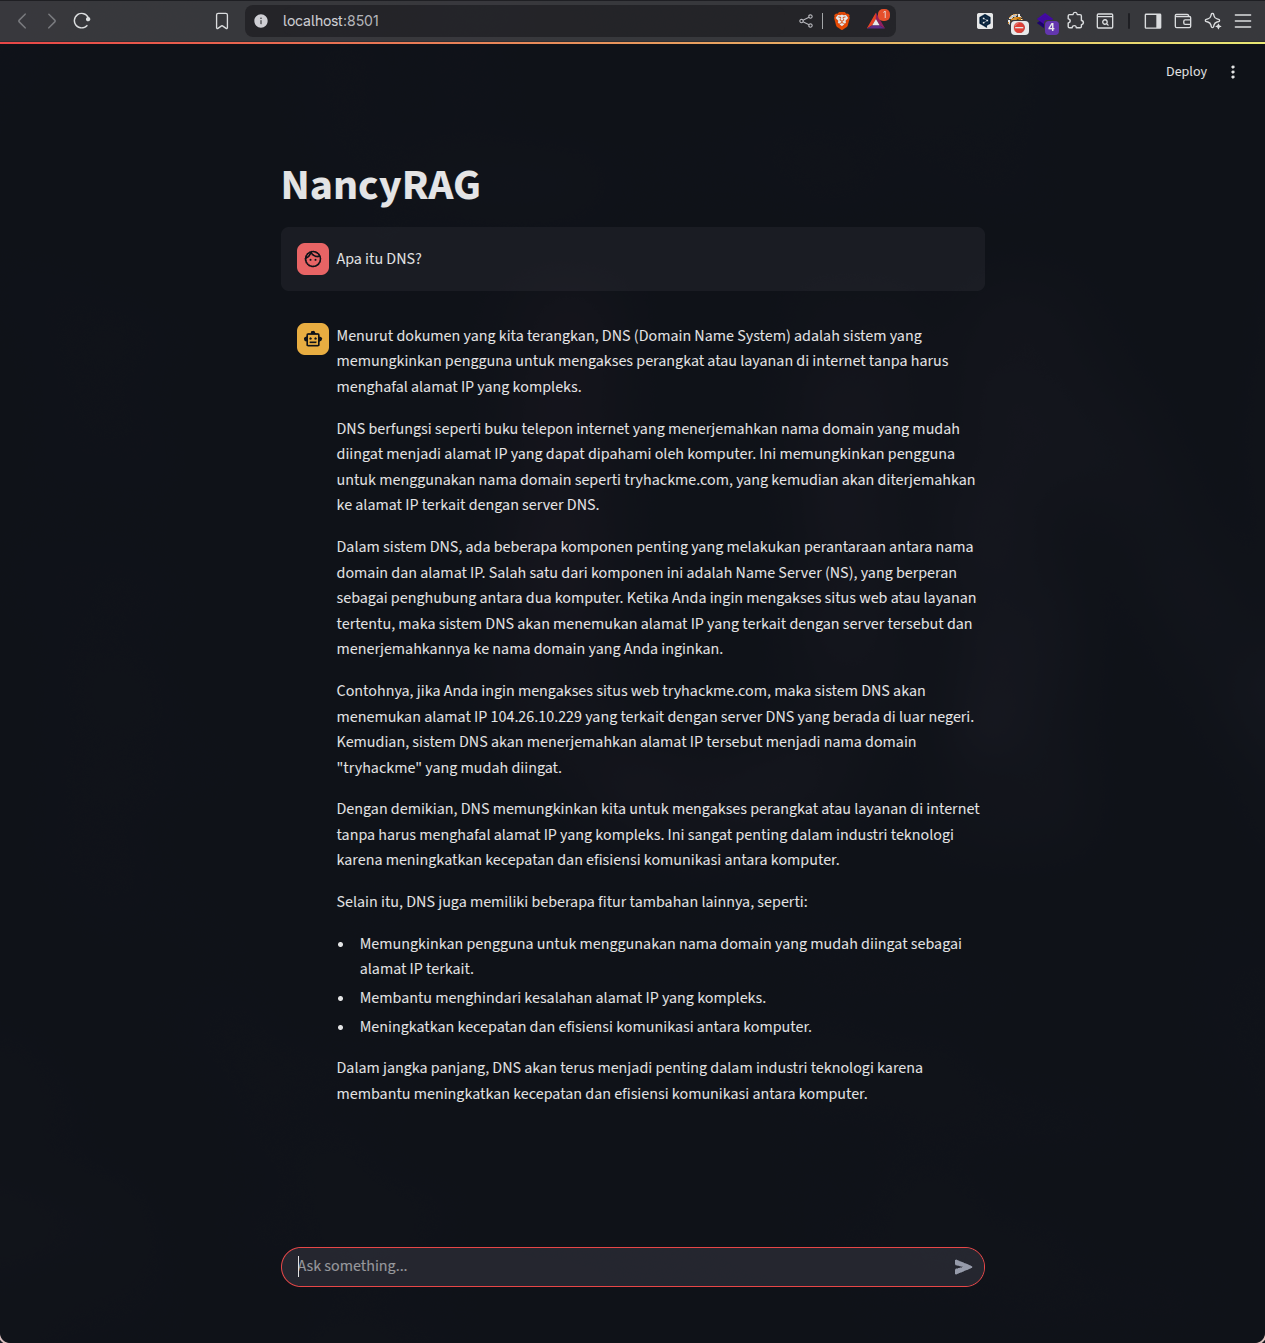 localhost:8501
1
4
Deploy
NancyRAG
Apa itu DNS?
Menurut dokumen yang kita terangkan, DNS (Domain Name System) adalah sistem yang
memungkinkan pengguna untuk mengakses perangkat atau layanan di internet tanpa harus
menghafal alamat IP yang kompleks.
DNS berfungsi seperti buku telepon internet yang menerjemahkan nama domain yang mudah
diingat menjadi alamat IP yang dapat dipahami oleh komputer. Ini memungkinkan pengguna
untuk menggunakan nama domain seperti tryhackme.com, yang kemudian akan diterjemahkan
ke alamat IP terkait dengan server DNS.
Dalam sistem DNS, ada beberapa komponen penting yang melakukan perantaraan antara nama
domain dan alamat IP. Salah satu dari komponen ini adalah Name Server (NS), yang berperan
sebagai penghubung antara dua komputer. Ketika Anda ingin mengakses situs web atau layanan
tertentu, maka sistem DNS akan menemukan alamat IP yang terkait dengan server tersebut dan
menerjemahkannya ke nama domain yang Anda inginkan.
Contohnya, jika Anda ingin mengakses situs web tryhackme.com, maka sistem DNS akan
menemukan alamat IP 104.26.10.229 yang terkait dengan server DNS yang berada di luar negeri.
Kemudian, sistem DNS akan menerjemahkan alamat IP tersebut menjadi nama domain
"tryhackme" yang mudah diingat.
Dengan demikian, DNS memungkinkan kita untuk mengakses perangkat atau layanan di internet
tanpa harus menghafal alamat IP yang kompleks. Ini sangat penting dalam industri teknologi
karena meningkatkan kecepatan dan efisiensi komunikasi antara komputer.
Selain itu, DNS juga memiliki beberapa fitur tambahan lainnya, seperti:
• Memungkinkan pengguna untuk menggunakan nama domain yang mudah diingat sebagai
alamat IP terkait.
• Membantu menghindari kesalahan alamat IP yang kompleks.
• Meningkatkan kecepatan dan efisiensi komunikasi antara komputer.
Dalam jangka panjang, DNS akan terus menjadi penting dalam industri teknologi karena
membantu meningkatkan kecepatan dan efisiensi komunikasi antara komputer.
Ask something...